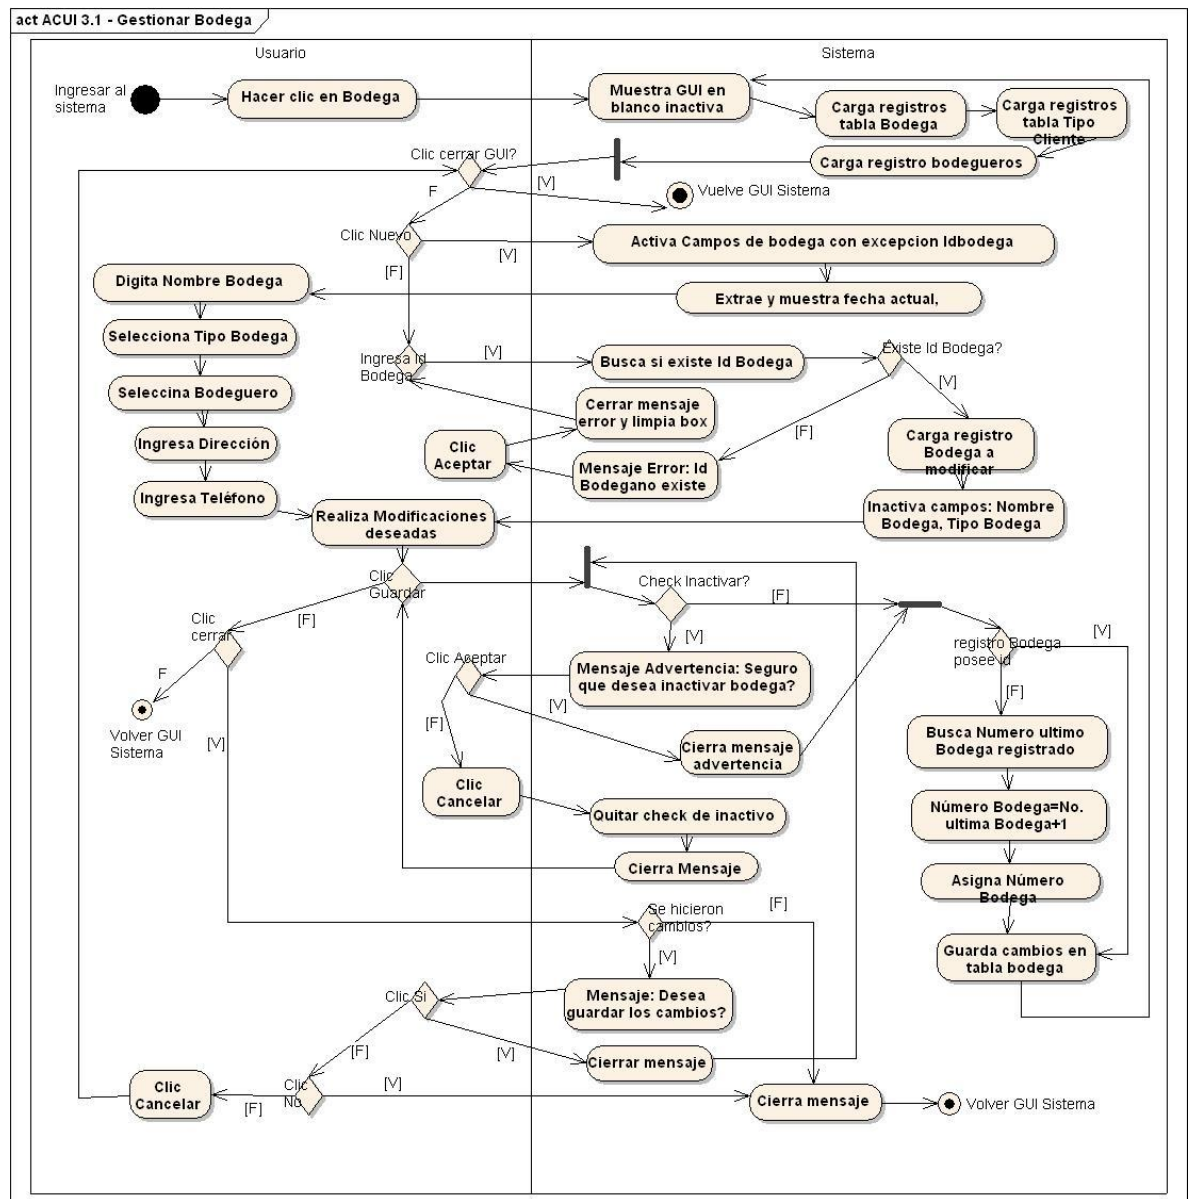 act ACUI 3.1 - Gestionar Bodega
Usuario
Sistema
Ingresar al
sistema
Hacer clic en Bodega
Muestra GUI en
blanco inactiva
Carga registros
tabla Bodega
Carga registros
tabla Tipo
Cliente
Carga registro bodegueros
Clic cerrar GUI?
F
[V]
Vuelve GUI Sistema
Clic Nuevo
[V]
[F]
Activa Campos de bodega con excepcion Idbodega
Extrae y muestra fecha actual,
Digita Nombre Bodega
Selecciona Tipo Bodega
Seleccina Bodeguero
Ingresa Dirección
Ingresa Teléfono
Ingresa Id
Bodega
[V]
Busca si existe Id Bodega
Existe Id Bodega?
[V]
[F]
Cerrar mensaje
error y limpia box
Clic
Aceptar
Mensaje Error: Id
Bodegano existe
Carga registro
Bodega a
modificar
Inactiva campos: Nombre
Bodega, Tipo Bodega
Realiza Modificaciones
deseadas
Clic
Guardar
[F]
Clic
cerrar
F
[V]
Volver GUI
Sistema
Check Inactivar?
[F]
[V]
registro Bodega
posee id
[V]
[F]
Clic Aceptar
Mensaje Advertencia: Seguro
que desea inactivar bodega?
[V]
[F]
Cierra mensaje
advertencia
Clic
Cancelar
Quitar check de inactivo
Cierra Mensaje
Busca Numero ultimo
Bodega registrado
Número Bodega=No.
ultima Bodega+1
Asigna Número
Bodega
Guarda cambios en
tabla bodega
Se hicieron
cambios?
[F]
[V]
Mensaje: Desea
guardar los cambios?
Clic Si
[F]
[V]
Cierrar mensaje
Clic
No
[V]
[F]
Clic
Cancelar
Cierra mensaje
Volver GUI Sistema